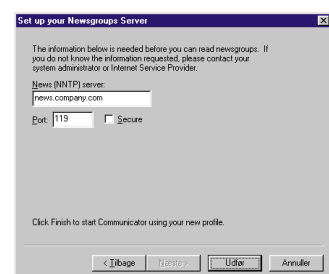 Set up your Newsgroups Server
The information below is needed before you can read newsgroups. If
you do not know the information requested, please contact your
system administrator or Internet Service Provider.
News (NNTP) server:
news.company.com
Port: 119 Secure
Click Finish to start Communicator using your new profile.
< Tilbage Næste > Udfør Annuller